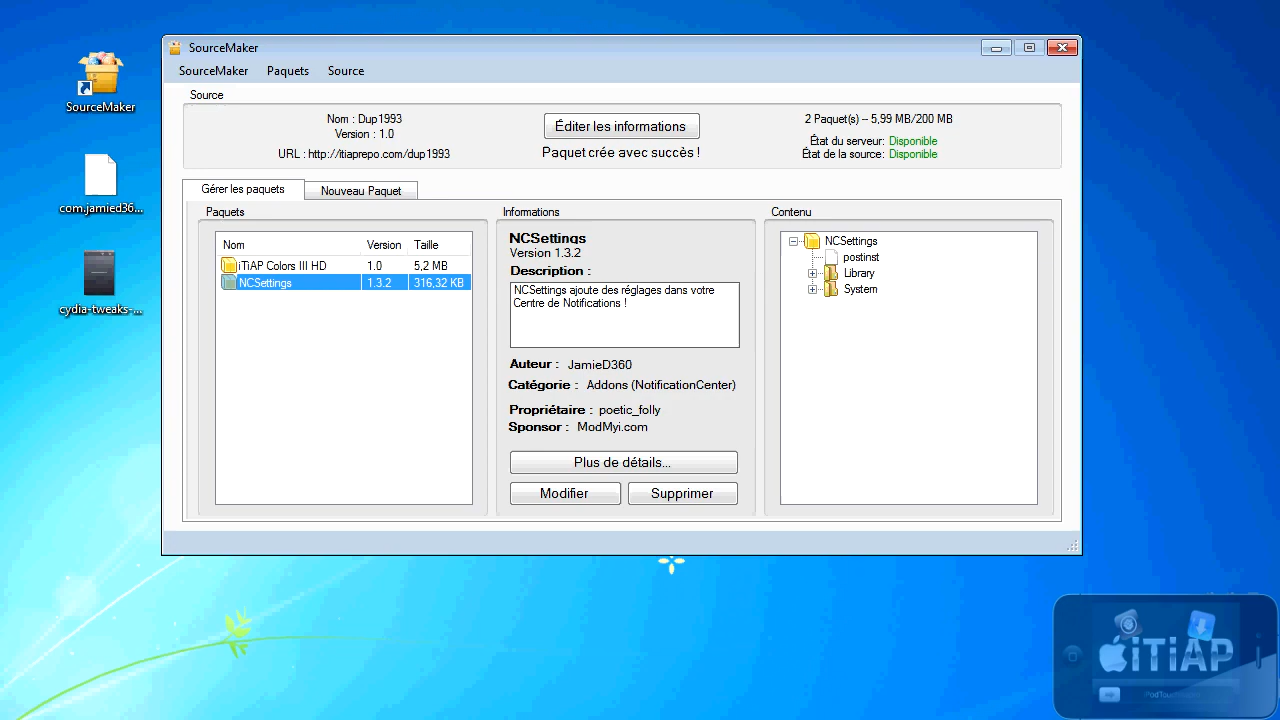 SourceMaker
com.jamied36...
cydia-tweaks-...
SourceMaker
SourceMaker Paquets Source
Source
Nom : Dup1993
Version : 1.0
URL : http://itiaprepo.com/dup1993
Éditer les informations
Paquet crée avec succès !
2 Paquet(s) – 5,99 MB/200 MB
État du serveur: Disponible
État de la source: Disponible
Gérer les paquets Nouveau Paquet
Paquets
Nom Version Taille
iTiAP Colors III HD 1.0 5,2 MB
NCSettings 1.3.2 316,32 KB
Informations
NCSettings
Version 1.3.2
Description :
NCSettings ajoute des réglages dans votre
Centre de Notifications !
Auteur : JamieD360
Catégorie : Addons (NotificationCenter)
Propriétaire : poetic_folly
Sponsor : ModMyi.com
Plus de détails...
Modifier Supprimer
Contenu
NCSettings
postinst
Library
System
iTiAP